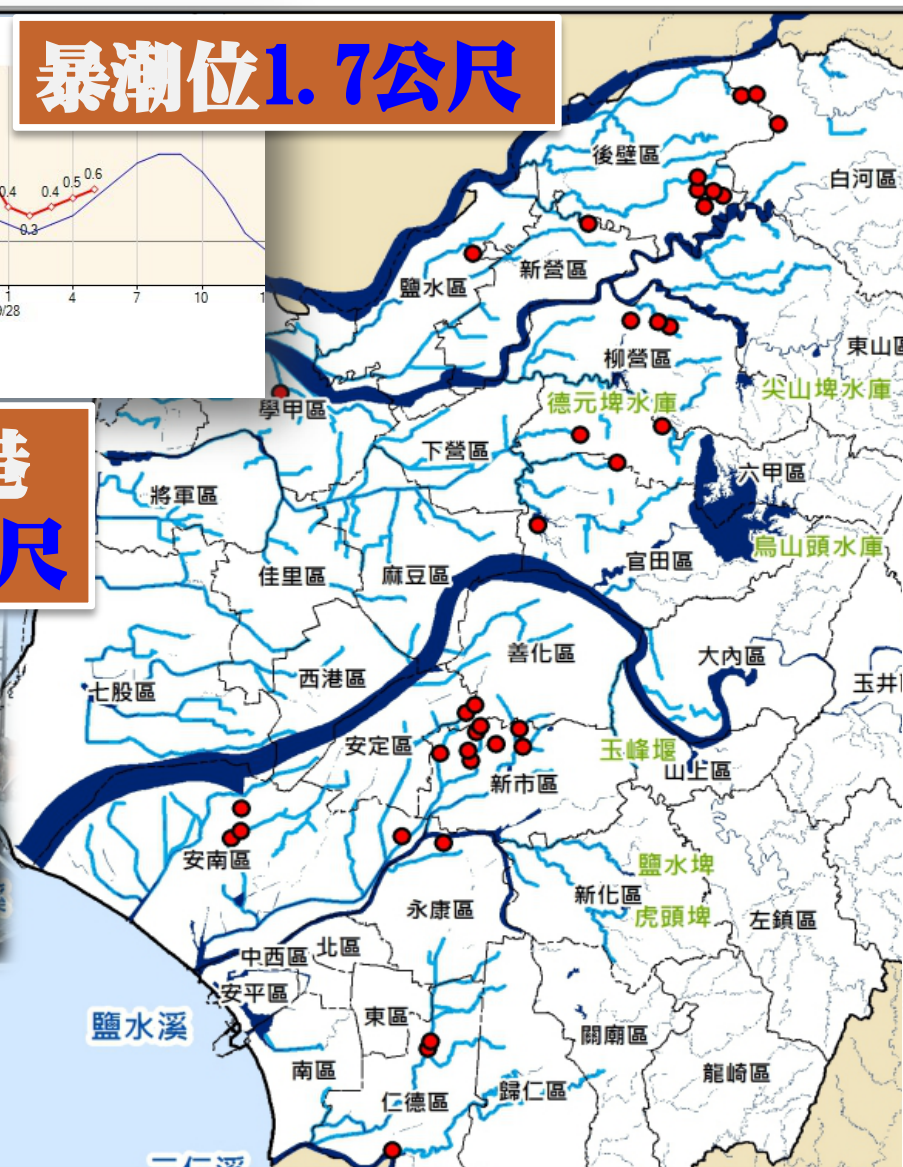 暴潮位1.7公尺
0.4
0.3
0.4
0.5
0.6
1
4
7
10
/28
後壁區
白河區
新營區
鹽水區
東山區
柳營區
尖山埤水庫
德元埤水庫
學甲區
下營區
六甲區
將軍區
尺
烏山頭水庫
官田區
佳里區
麻豆區
善化區
大內區
西港區
七股區
玉井
安定區
玉峰堰
山上區
新市區
安南區
鹽水埤
新化區
永康區
虎頭埤
左鎮區
北區
中西區
安平區
鹽水溪
東區
關廟區
南區
龍崎區
歸仁區
仁德區
二仁溪